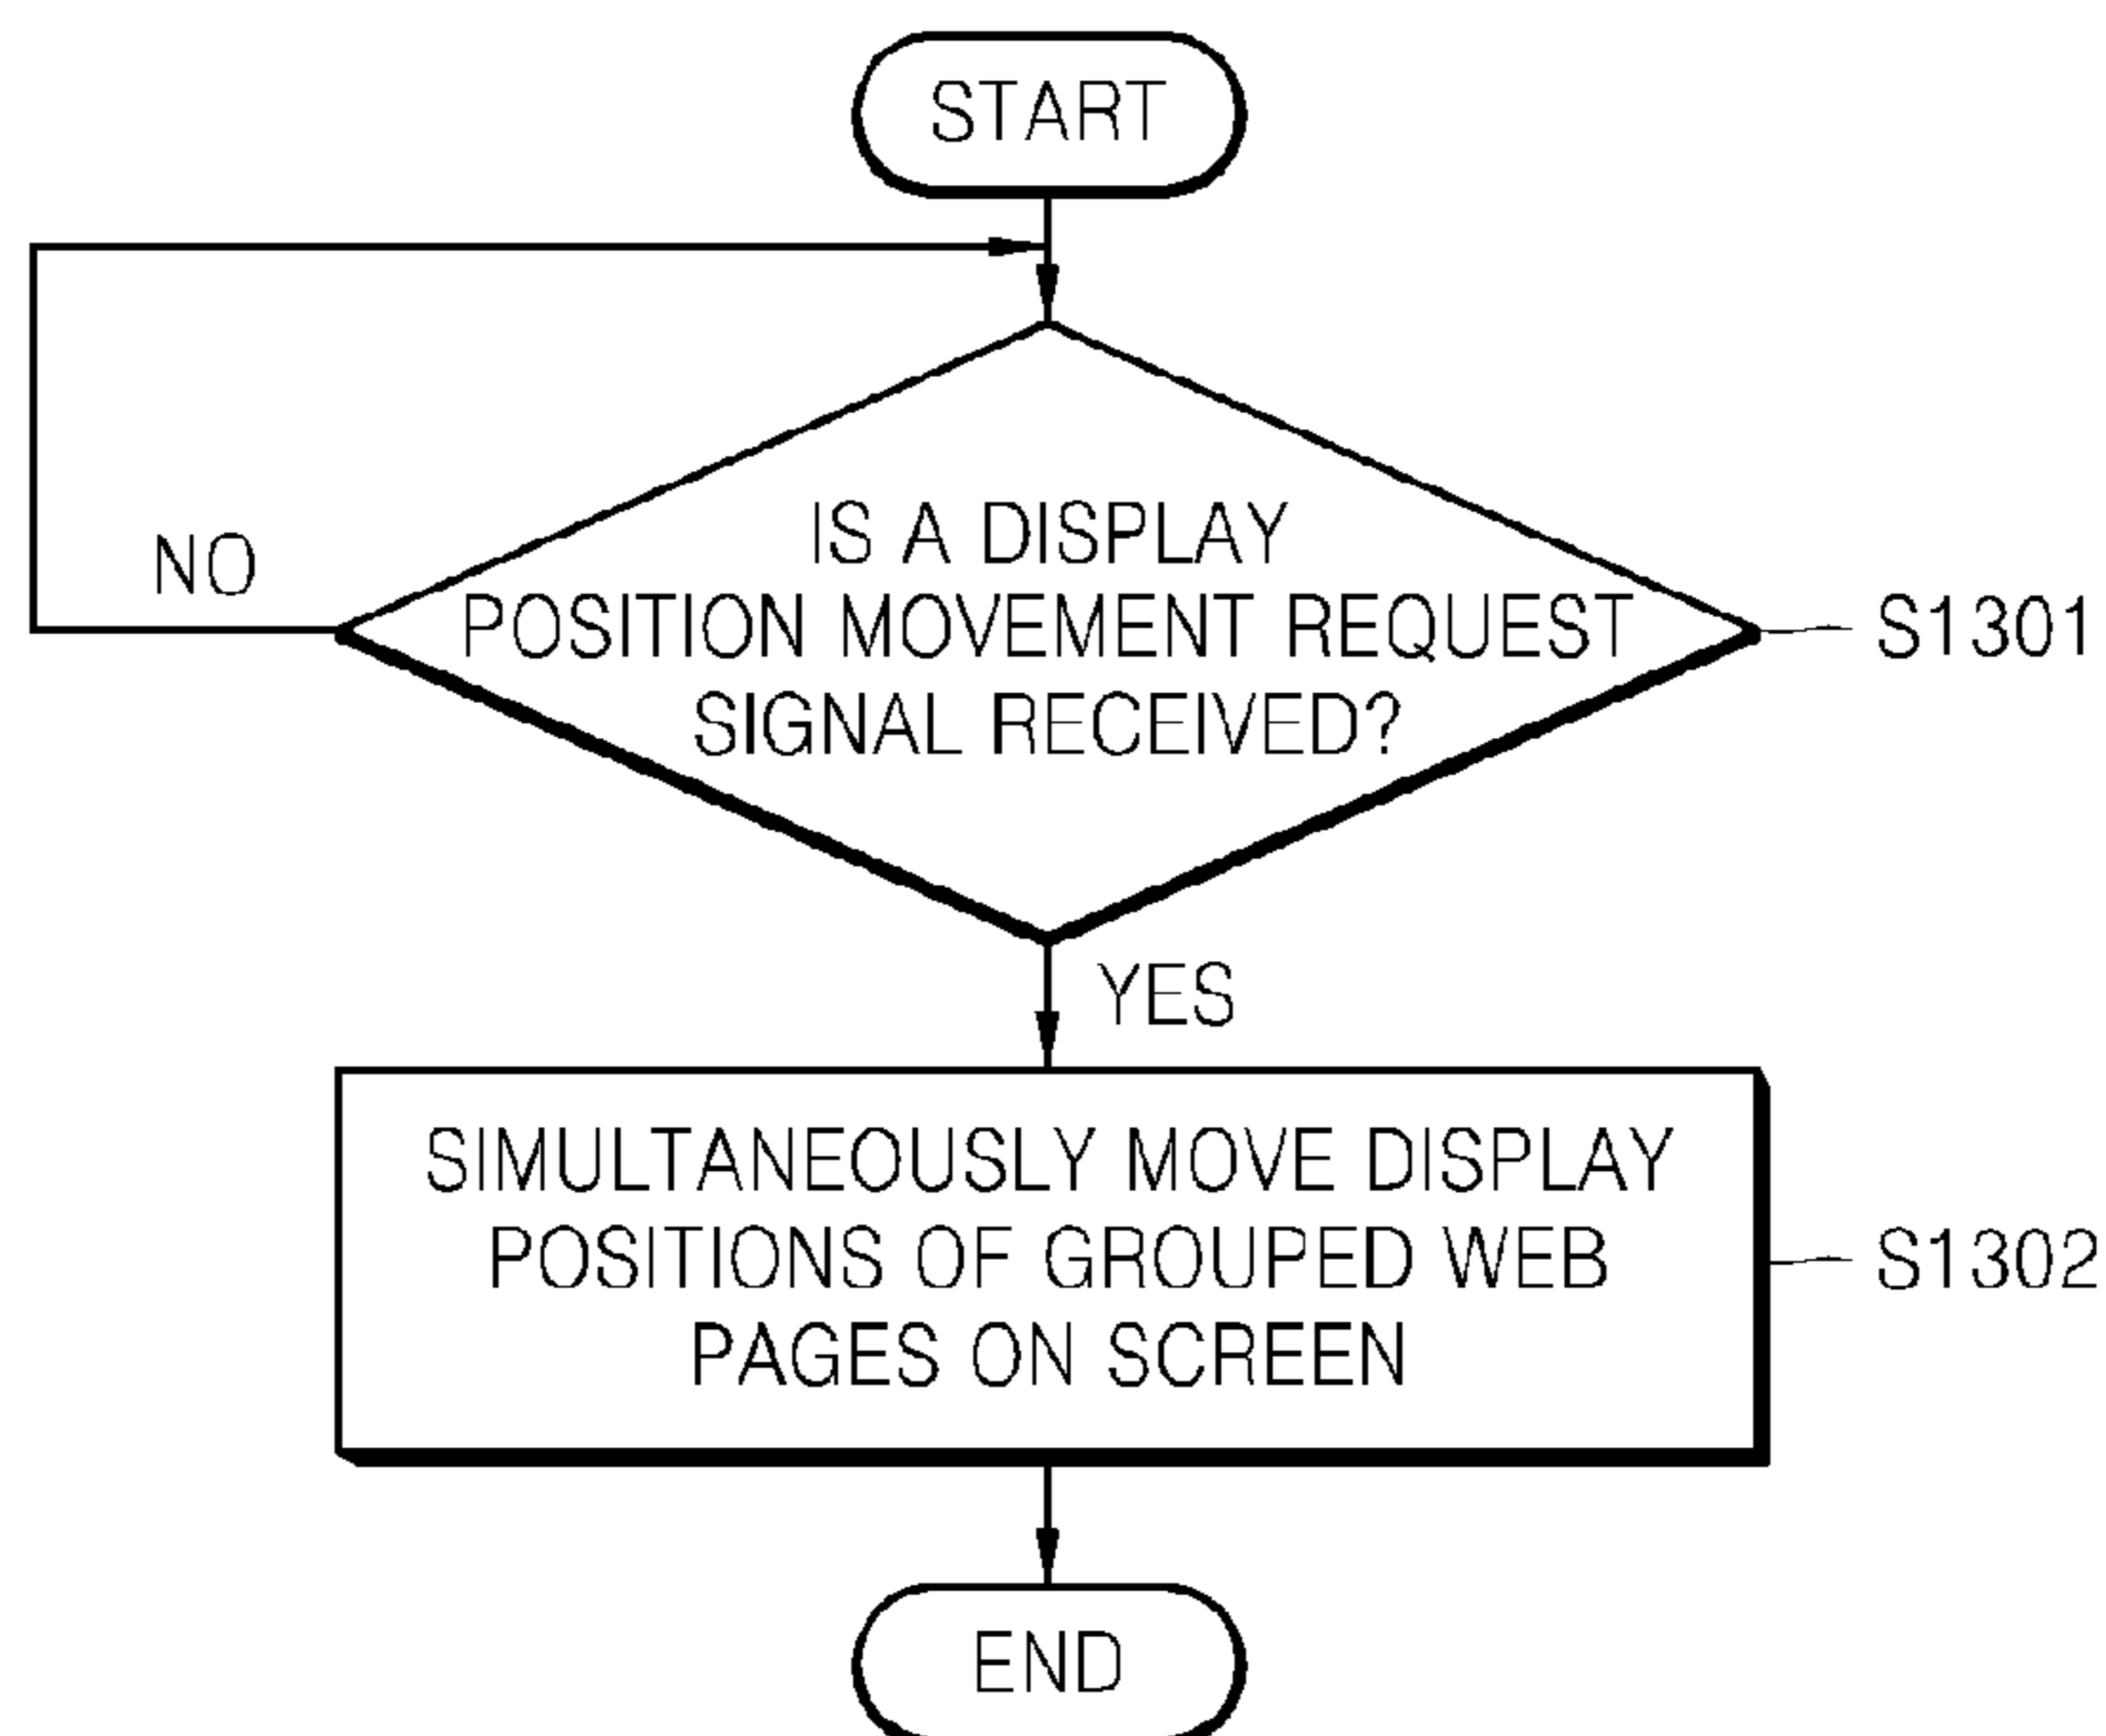 START
IS A DISPLAY
NO
POSITION MOVEMENT REQUEST
S1301
SIGNAL RECEIVED?
YES
SIMULTANEOUSLY MOVE DISPLAY
POSITIONS OF GROUPED WEB
S1302
PAGES ON SCREEN
END